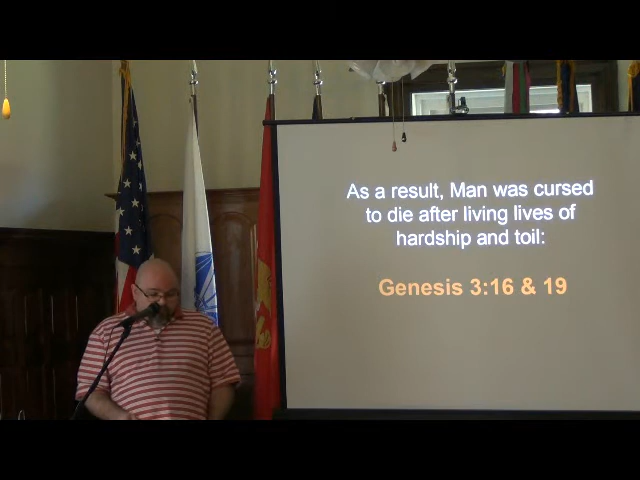 As a result, Man was cursed
to die after living lives of
hardship and toil:
Genesis 3:16 & 19